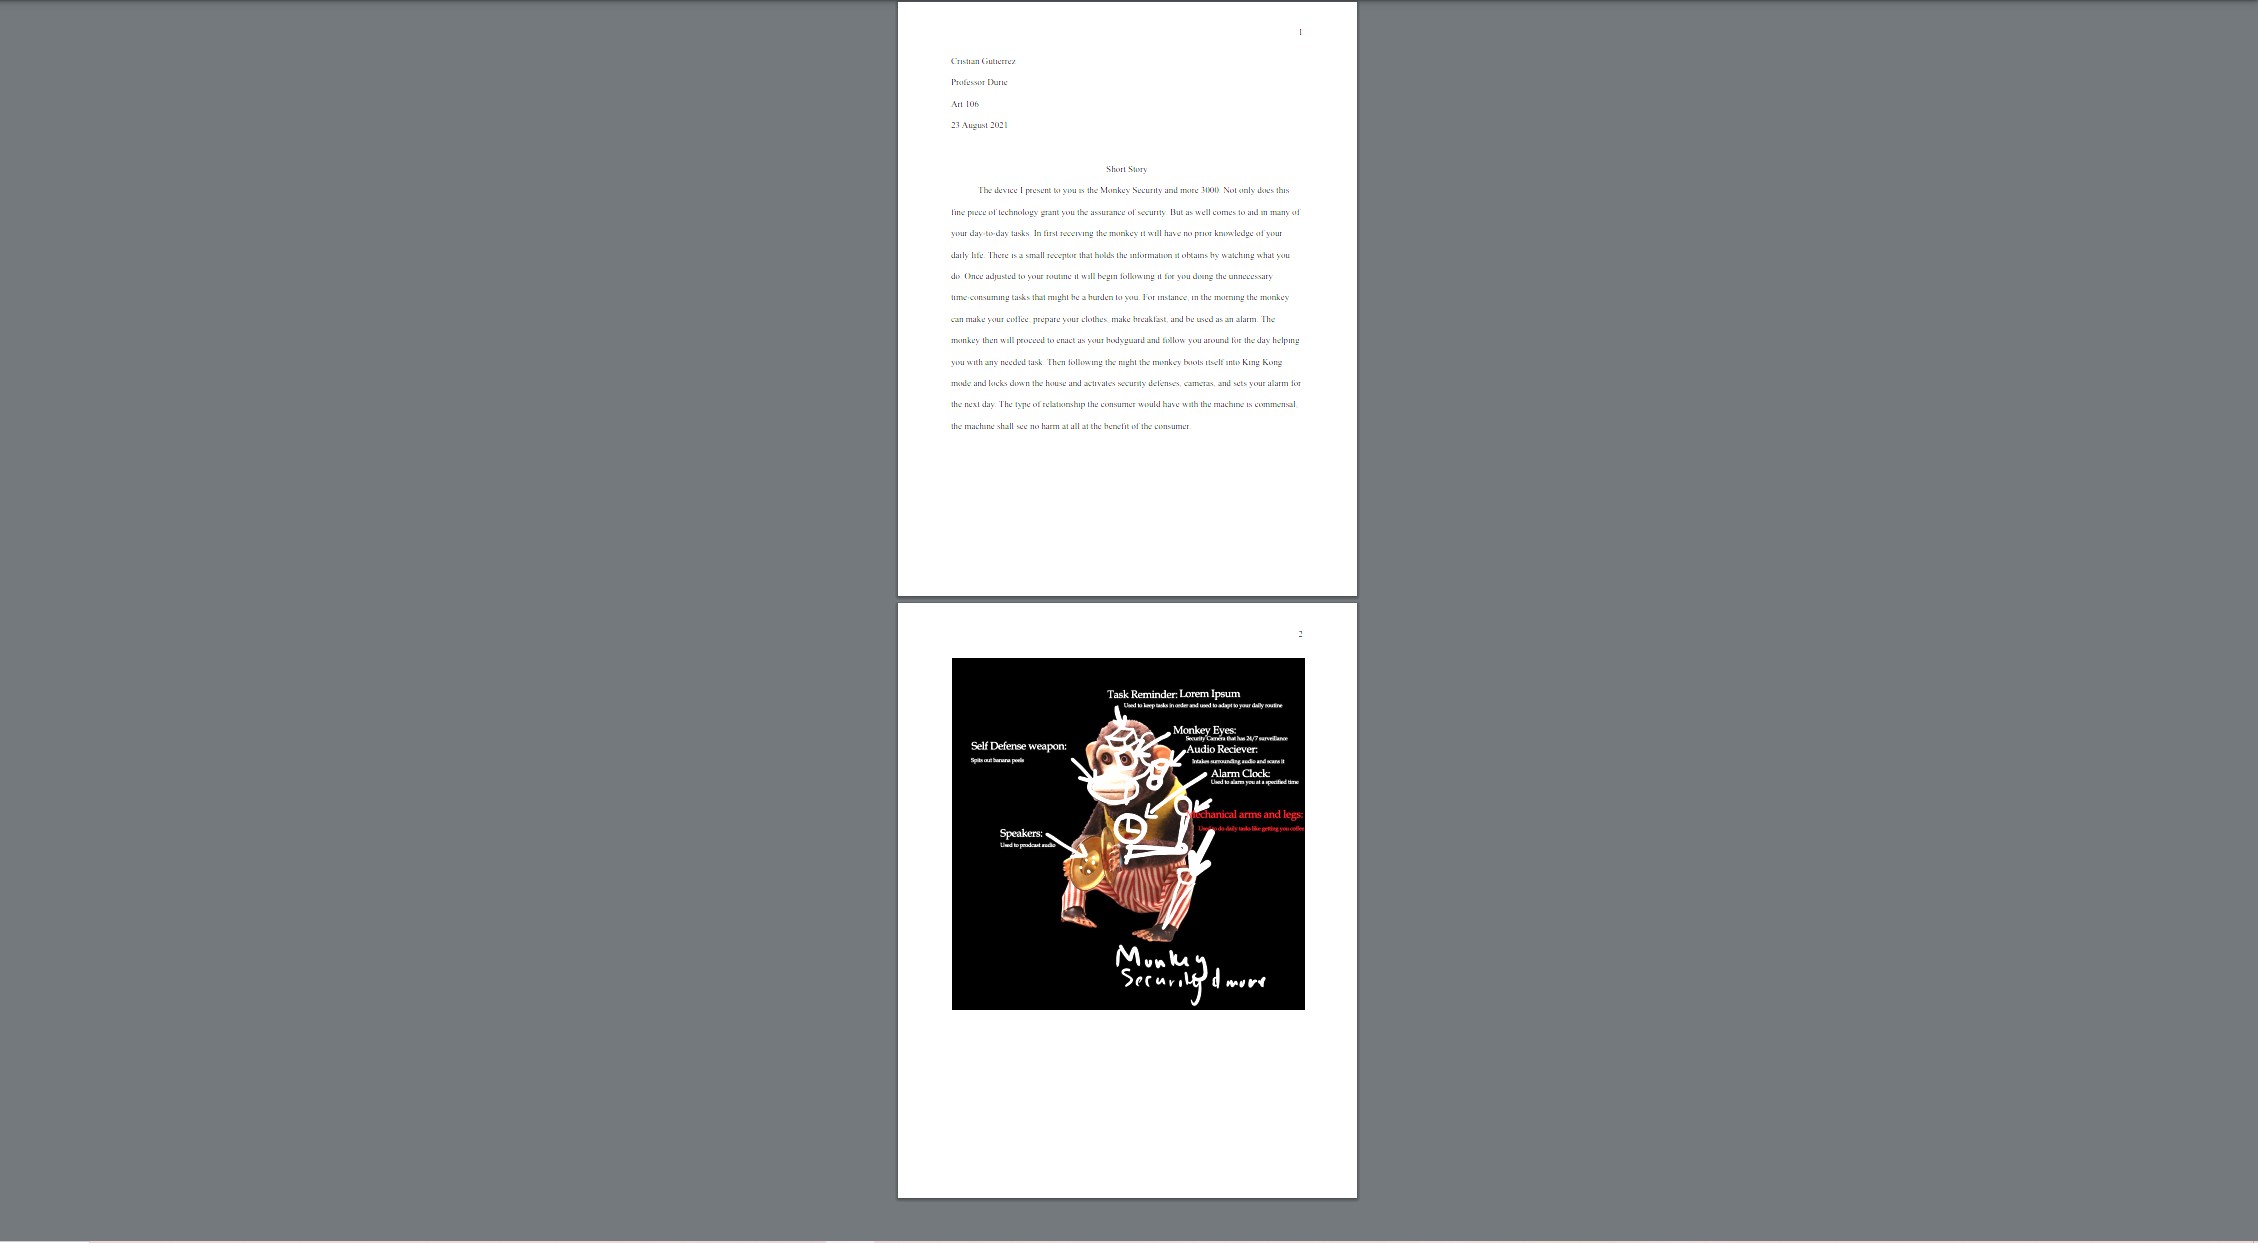 1
Cristian Gutierrez
Professor Durie
Art 106
23 August 2021
Short Story
The device I present to you is the Monkey Security and more 3000. Not only does this
fine piece of technology grant you the assurance of security. But as well comes to aid in many of
your day-to-day tasks. In first receiving the monkey it will have no prior knowledge of your
daily life. There is a small receptor that holds the information it obtains by watching what you
do. Once adjusted to your routine it will begin following it for you doing the unnecessary
time-consuming tasks that might be a burden to you. For instance, in the morning the monkey
can make your coffee, prepare your clothes, make breakfast, and be used as an alarm. The
monkey then will proceed to enact as your bodyguard and follow you around for the day helping
you with any needed task. Then following the night the monkey boots itself into King Kong
mode and locks down the house and activates security defenses, cameras, and sets your alarm for
the next day. The type of relationship the consumer would have with the machine is commensal,
the machine shall see no harm at all at the benefit of the consumer.
2
Task Reminder: Lorem Ipsum
Used to keep tasks in order and used to adapt to your daily routine
Monkey Eyes:
Security Camera that has 24/7 surveillance
Self Defense weapon:
Spits out banana peels
Audio Reciever:
Intakes surrounding audio and scans it
Alarm Clock:
Used to alarm you at a specified time
Mechanical arms and legs:
Used to do daily tasks like getting you coffee
Speakers:
Used to prodcast audio
Monkey
Security d more